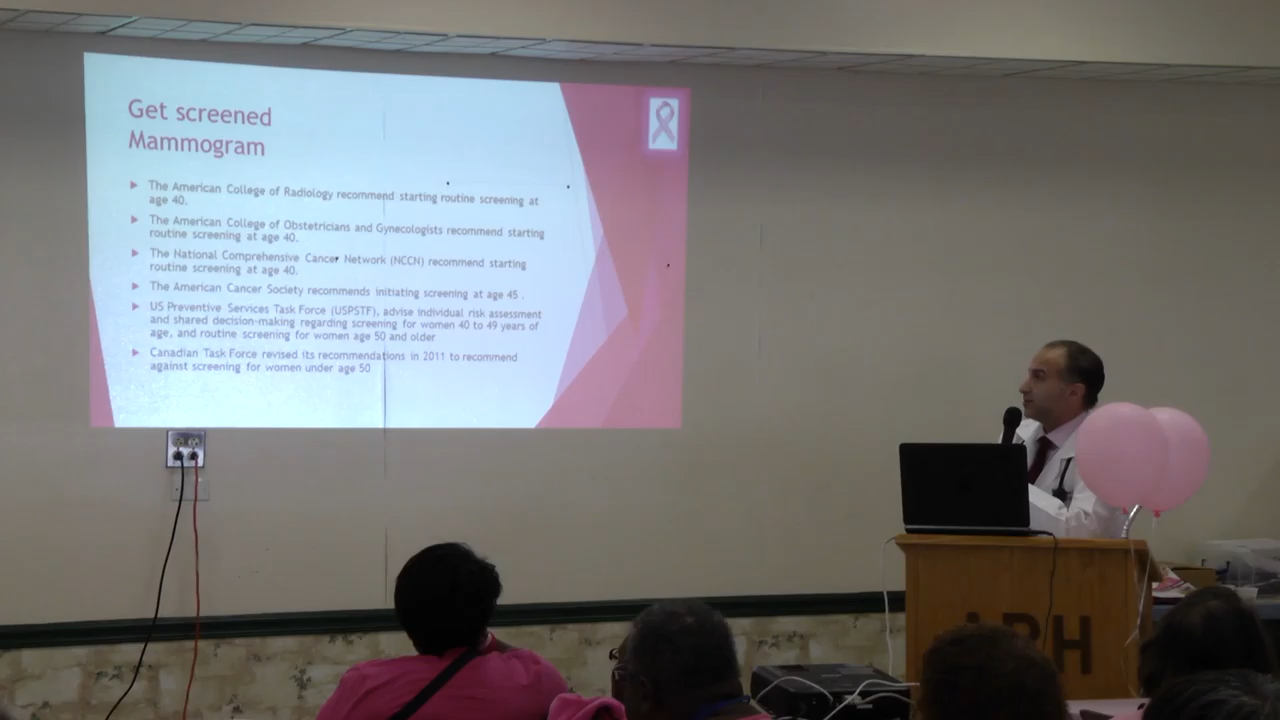 Get screened
Mammogram
The American College of Radiology recommend starting routine screening at
age 40.
The American College of Obstetricians and Gynecologists recommend starting
routine screening at age 40.
The National Comprehensive Cancer Network (NCCN) recommend starting
routine screening at age 40.
The American Cancer Society recommends initiating screening at age 45 .
US Preventive Services Task Force (USPSTF), advise individual risk assessment
and shared decision-making regarding screening for women 40 to 49 years of
age, and routine screening for women age 50 and older
Canadian Task Force revised its recommendations in 2011 to recommend
against screening for women under age 50